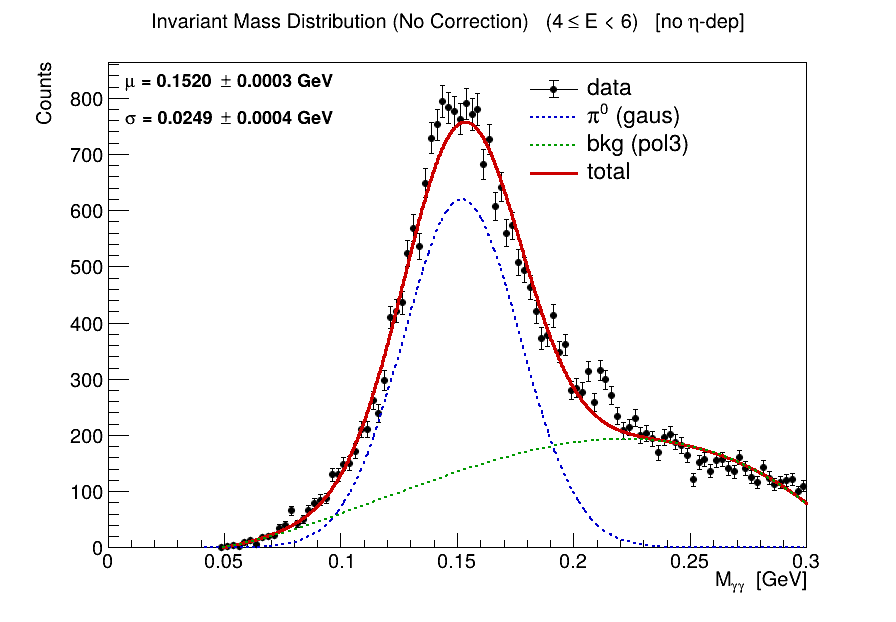 Invariant Mass Distribution (No Correction) (4 ≤ E < 6) [no η-dep]
Counts
μ = 0.1520 ± 0.0003 GeV
σ = 0.0249 ± 0.0004 GeV
data
π⁰ (gaus)
bkg (pol3)
total
800
700
600
500
400
300
200
100
0
0 0.05 0.1 0.15 0.2 0.25 0.3
Mγγ [GeV]